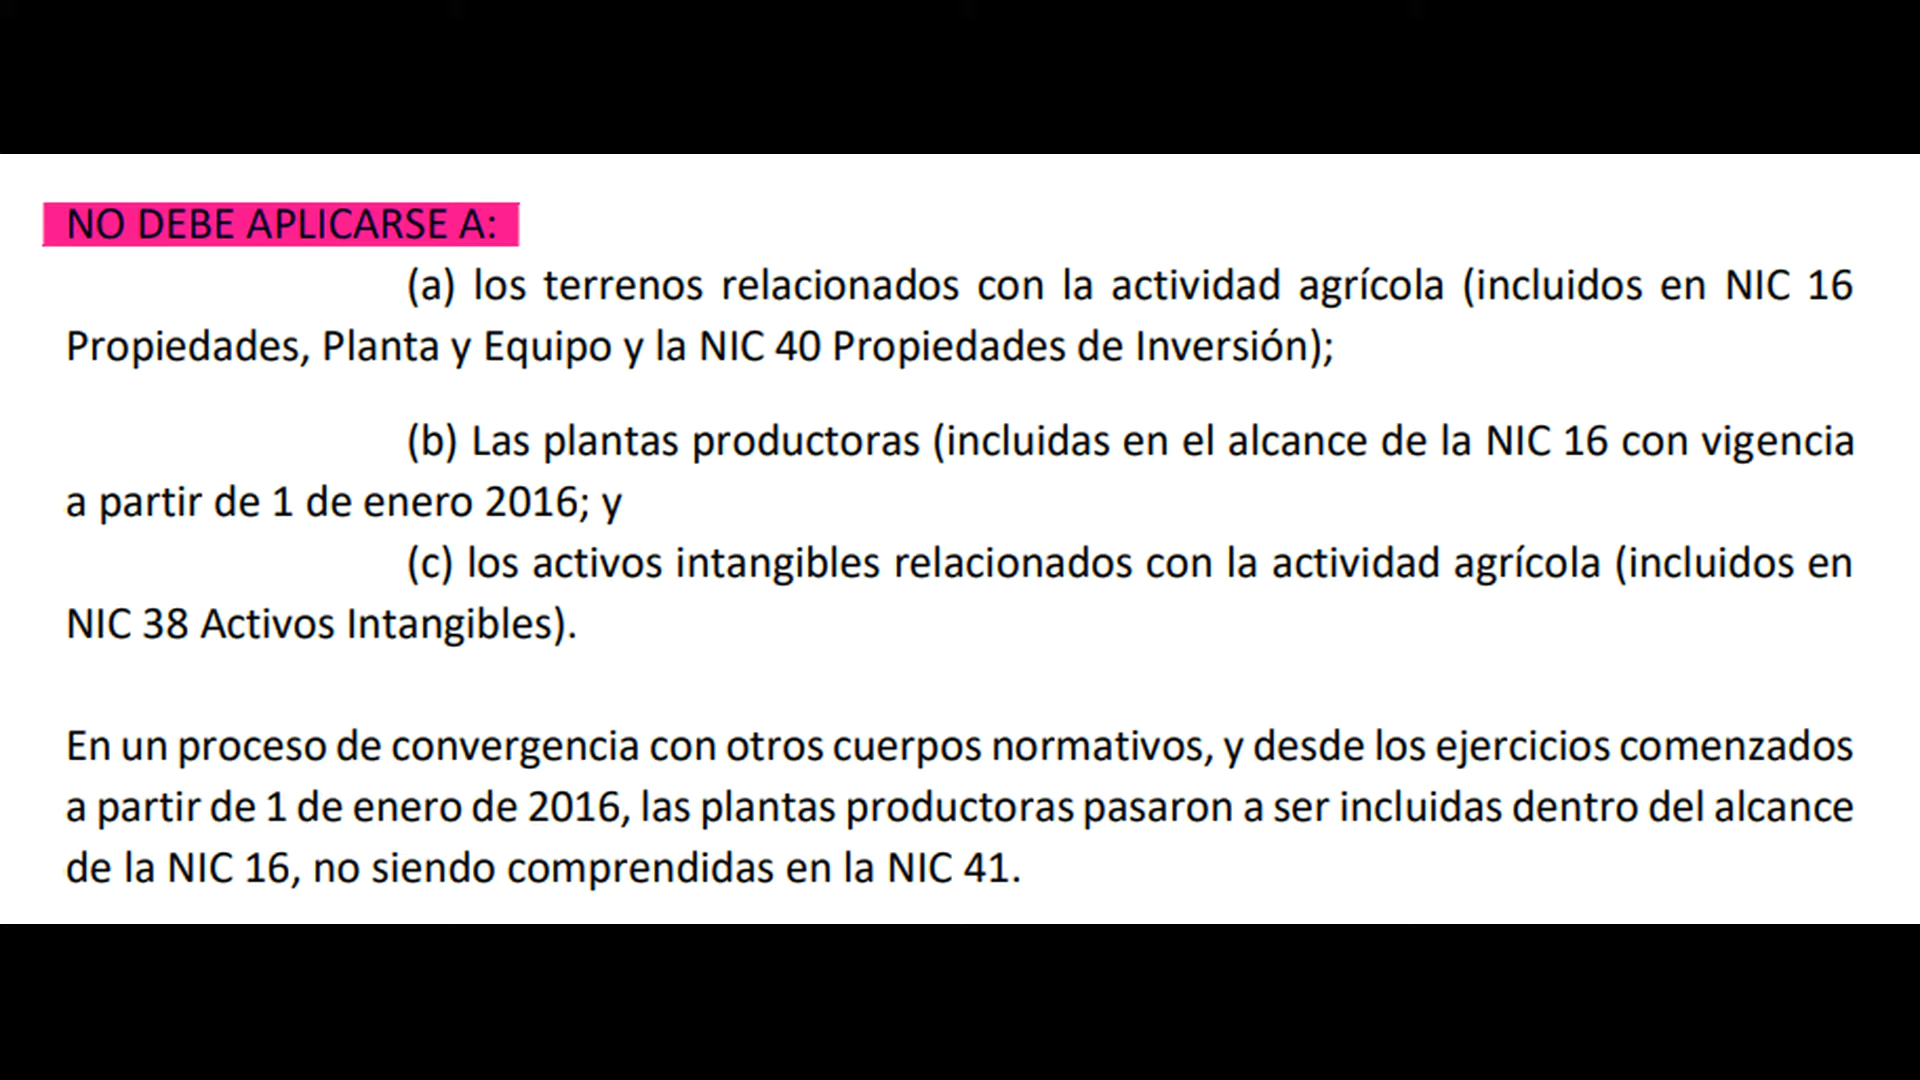 NO DEBE APLICARSE A:
(a) los terrenos relacionados con la actividad agrícola (incluidos en NIC 16
Propiedades, Planta y Equipo y la NIC 40 Propiedades de Inversión);
(b) Las plantas productoras (incluidas en el alcance de la NIC 16 con vigencia
a partir de 1 de enero 2016; y
(c) los activos intangibles relacionados con la actividad agrícola (incluidos en
NIC 38 Activos Intangibles).
En un proceso de convergencia con otros cuerpos normativos, y desde los ejercicios comenzados
a partir de 1 de enero de 2016, las plantas productoras pasaron a ser incluidas dentro del alcance
de la NIC 16, no siendo comprendidas en la NIC 41.